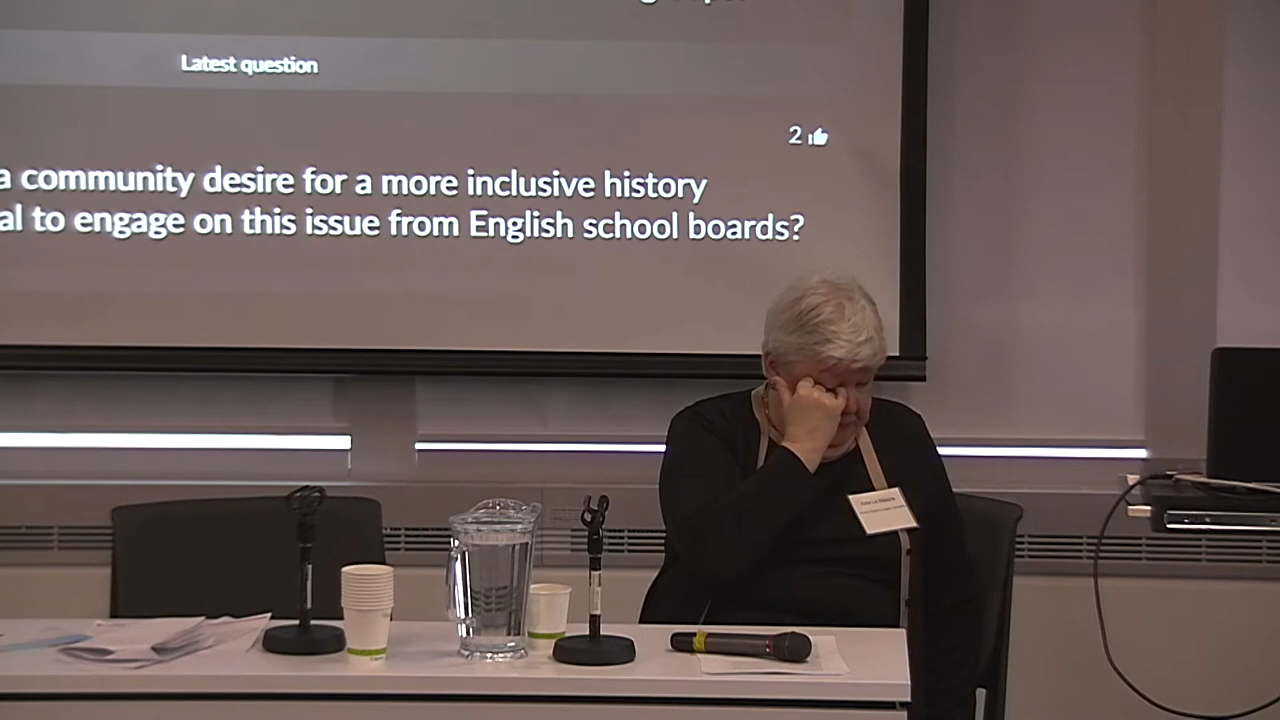 Latest question
2
a community desire for a more inclusive history
al to engage on this issue from English school boards?